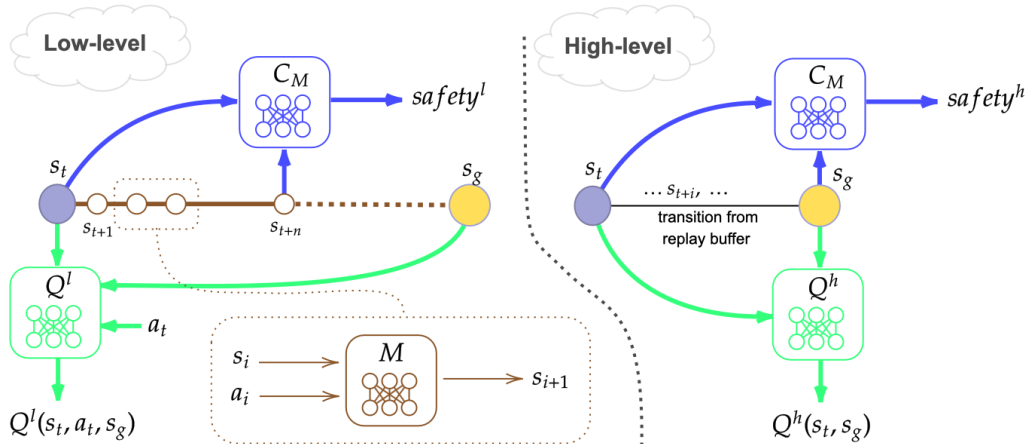 Low-level
C_M
safety^l
s_t
s_g
s_{t+1}
s_{t+n}
Q^l
a_t
Q^l(s_t, a_t, s_g)
s_i
a_i
M
s_{i+1}
High-level
C_M
safety^h
s_t
s_g
... s_{t+i}, ...
transition from
replay buffer
Q^h
Q^h(s_t, s_g)